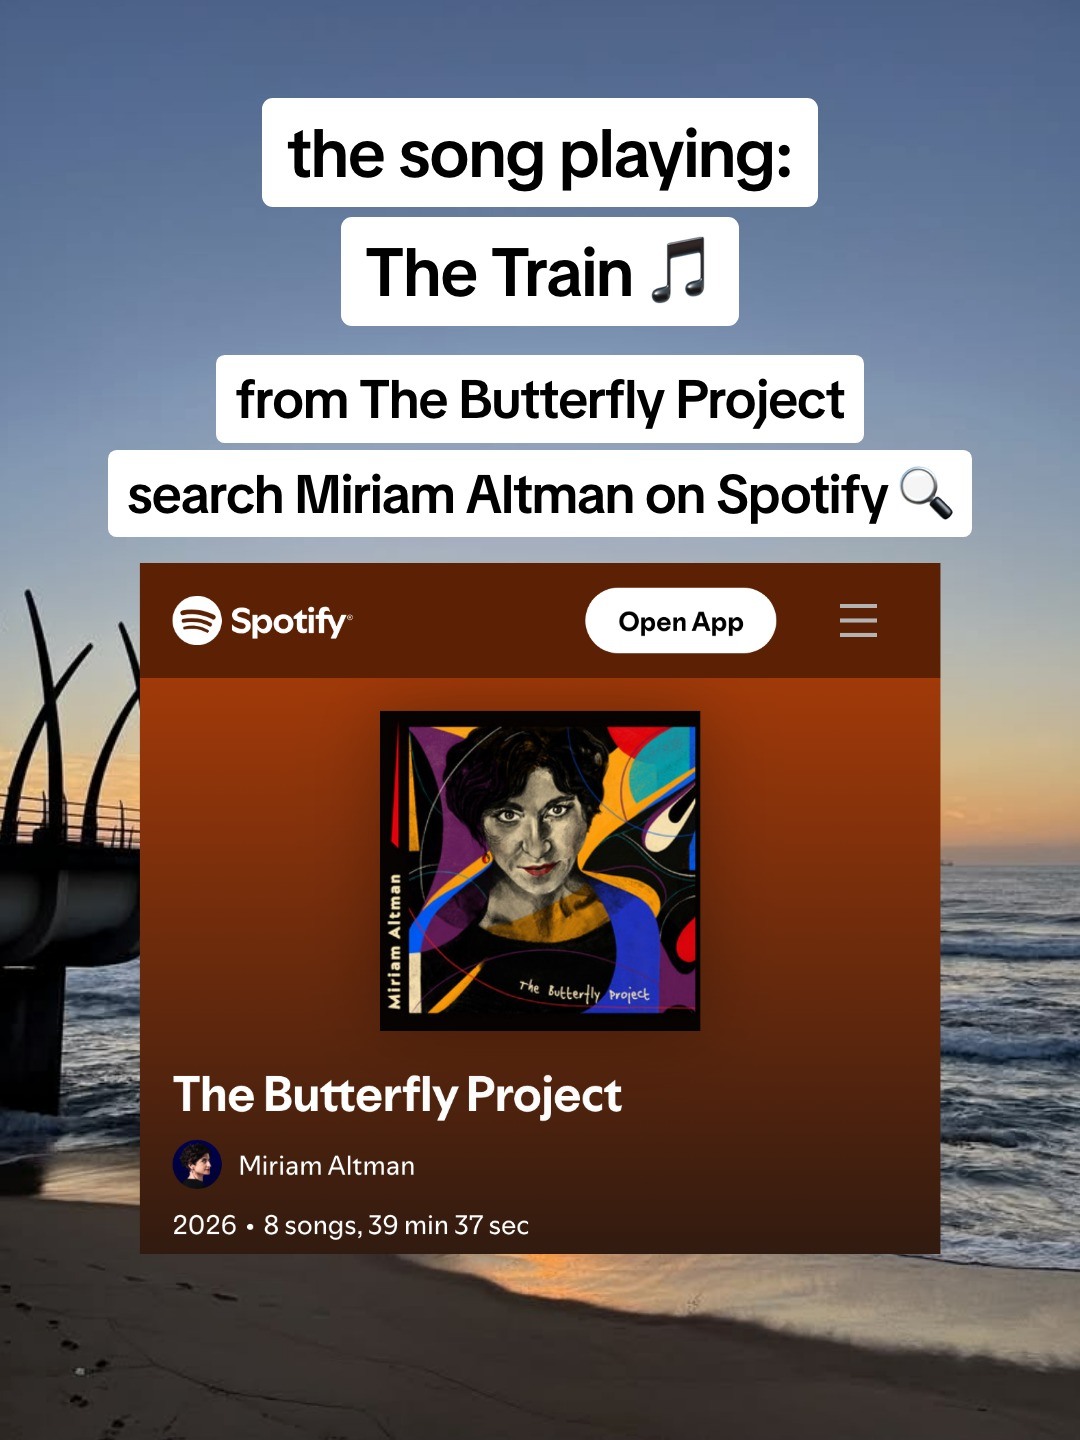 the song playing:
The Train 🎵
from The Butterfly Project
search Miriam Altman on Spotify 🔍
Spotify®
Open App
Miriam Altman
The Butterfly Project
The Butterfly Project
Miriam Altman
2026 • 8 songs, 39 min 37 sec